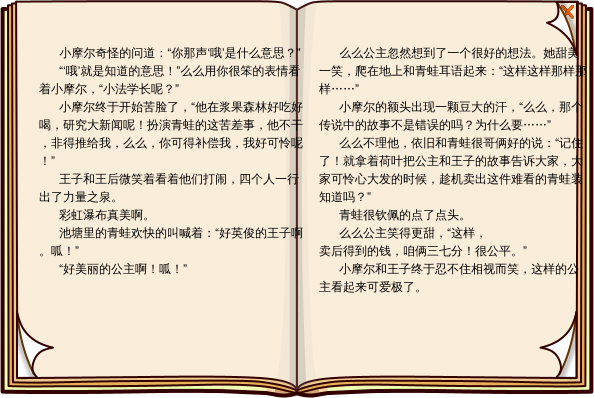 小摩尔奇怪的问道：“你那声‘哦’是什么意思？”
“‘哦’就是知道的意思！”么么用你很笨的表情看
着小摩尔，“小法学长呢？”
小摩尔终于开始苦脸了，“他在浆果森林好吃好
喝，研究大新闻呢！扮演青蛙的这苦差事，他不干
，非得推给我，么么，你可得补偿我，我好可怜呢
！”
王子和王后微笑着看着他们打闹，四个人一行
出了力量之泉。
彩虹瀑布真美啊。
池塘里的青蛙欢快的叫喊着：“好英俊的王子啊
。呱！”
“好美丽的公主啊！呱！”
么么公主忽然想到了一个很好的想法。她甜美
一笑，爬在地上和青蛙耳语起来：“这样这样那样那
样……”
小摩尔的额头出现一颗豆大的汗，“么么，那个
传说中的故事不是错误的吗？为什么要……”
么么不理他，依旧和青蛙很哥俩好的说：“记住
了！就拿着荷叶把公主和王子的故事告诉大家，大
家可怜心大发的时候，趁机卖出这件难看的青蛙装
知道吗？”
青蛙很钦佩的点了点头。
么么公主笑得更甜，“这样，
卖后得到的钱，咱俩三七分！很公平。”
小摩尔和王子终于忍不住相视而笑，这样的公
主看起来可爱极了。